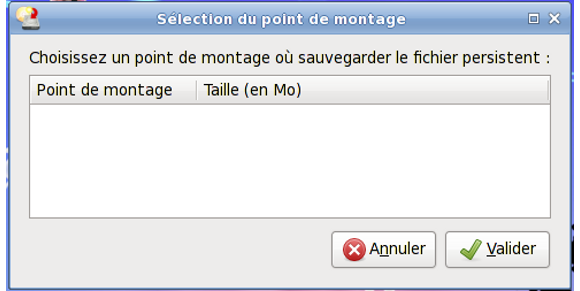 Sélection du point de montage
Choisissez un point de montage où sauvegarder le fichier persistent :
Point de montage Taille (en Mo)
Annuler Valider